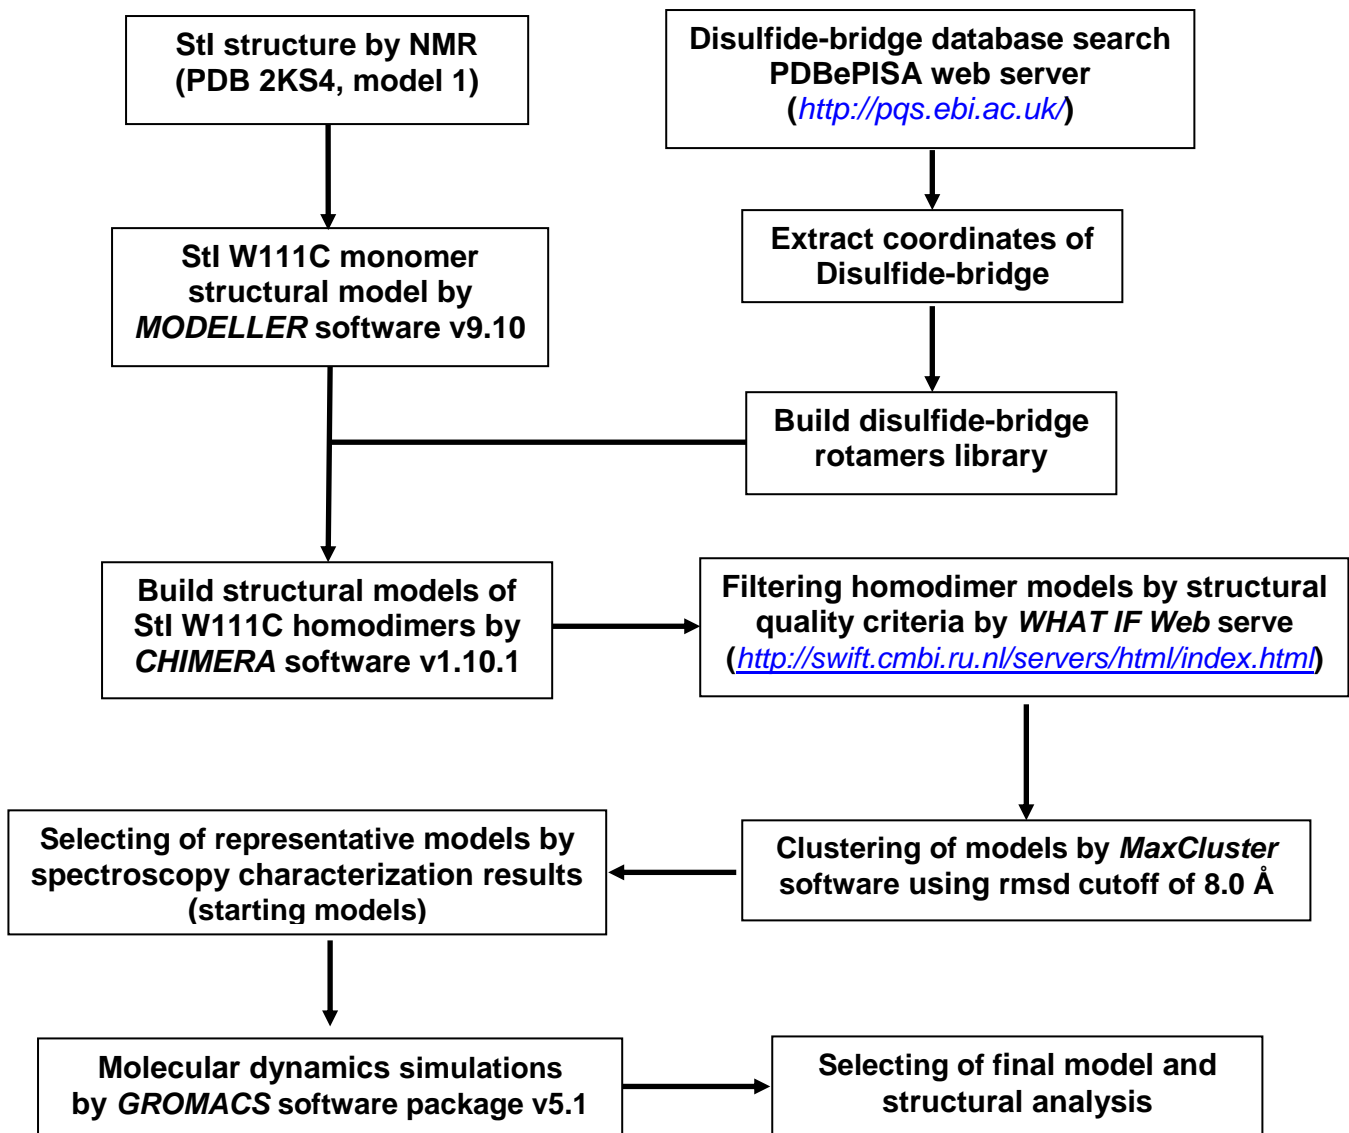 StI structure by NMR
(PDB 2KS4, model 1)
Disulfide-bridge database search
PDBePISA web server
(http://pqs.ebi.ac.uk/)
StI W111C monomer
structural model by
MODELLER software v9.10
Extract coordinates of
Disulfide-bridge
Build disulfide-bridge
rotamers library
Build structural models of
StI W111C homodimers by
CHIMERA software v1.10.1
Filtering homodimer models by structural
quality criteria by WHAT IF Web serve
(http://swift.cmbi.ru.nl/servers/html/index.html)
Selecting of representative models by
spectroscopy characterization results
(starting models)
Clustering of models by MaxCluster
software using rmsd cutoff of 8.0 Å
Molecular dynamics simulations
by GROMACS software package v5.1
Selecting of final model and
structural analysis